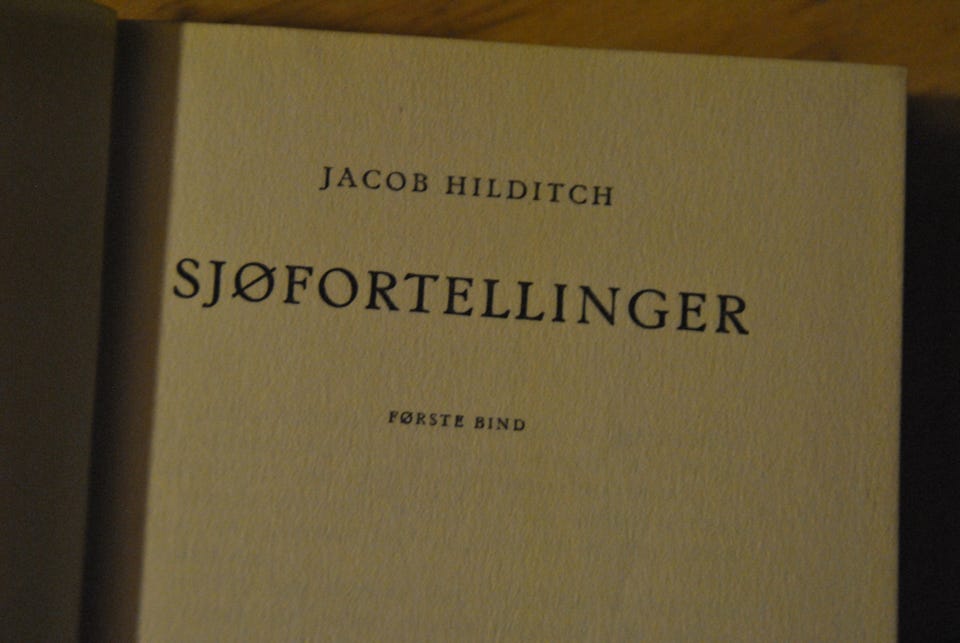 JACOB HILDITCH
SJØFORTELLINGER
FØRSTE BIND